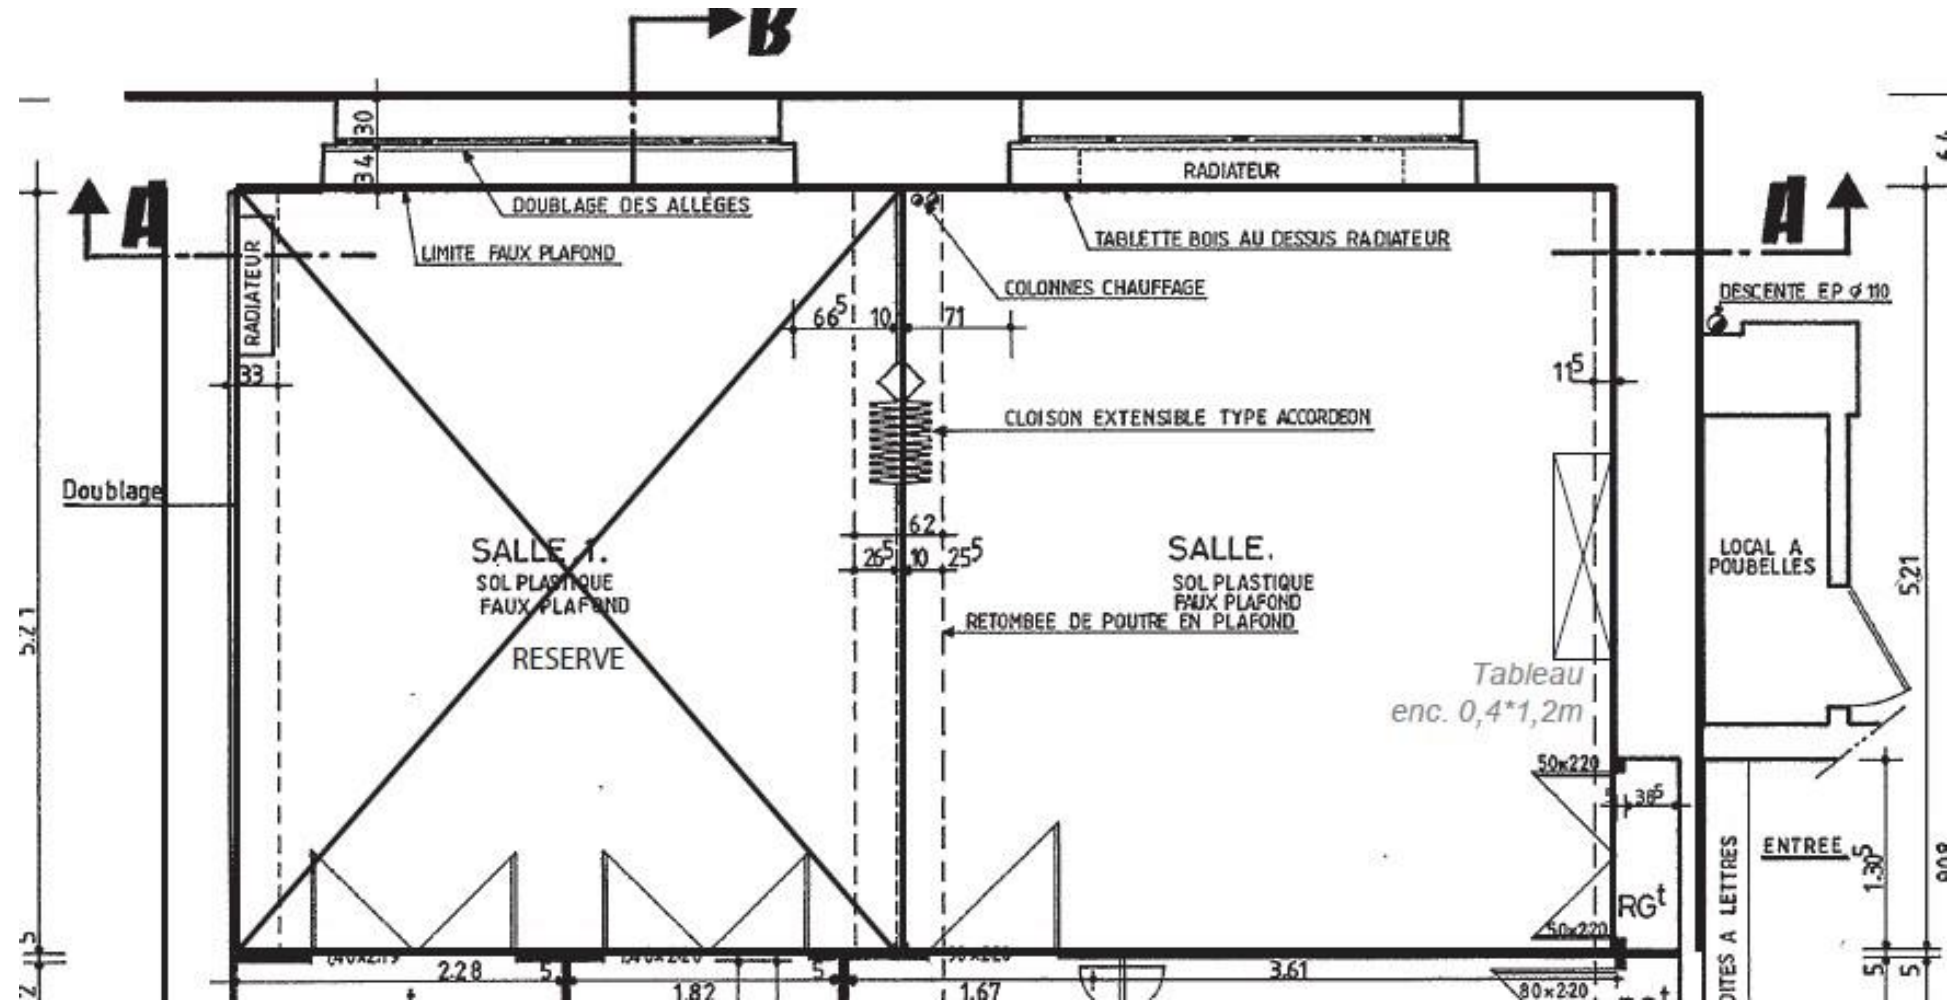 B
30
34
RADIATEUR
A
DOUBLAGE DES ALLEGES
LIMITE FAUX PLAFOND
TABLETTE BOIS AU DESSUS RADIATEUR
A
RADIATEUR
COLONNES CHAUFFAGE
DESCENTE EP ø 110
66⁵ 10 71
33
11⁵
CLOISON EXTENSIBLE TYPE ACCORDEON
Doublage
62
26⁵ 10 25⁵
SALLE 1.
SOL PLASTIQUE
FAUX PLAFOND
RESERVE
SALLE.
SOL PLASTIQUE
FAUX PLAFOND
RETOMBEE DE POUTRE EN PLAFOND
LOCAL A
POUBELLES
5.21
5.21
Tableau
enc. 0,4*1,2m
50x220
36⁵
ENTREE
1.30⁵
RGᵗ
50x220
5
2.28
5
1.82
5
1.67
3.61
80x220
5
5